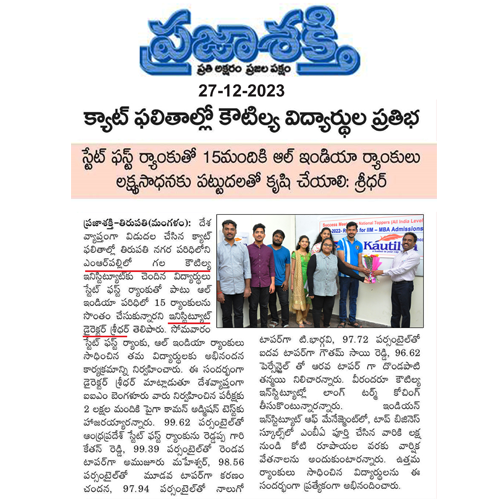 ప్రజాశక్తి
ప్రతి అక్షరం ప్రజల పక్షం
27-12-2023
క్యాట్ ఫలితాల్లో కౌటిల్య విద్యార్థుల ప్రతిభ
స్టేట్ ఫస్ట్ ర్యాంకుతో 15మందికి ఆల్ ఇండియా ర్యాంకులు
లక్ష్యసాధనకు పట్టుదలతో కృషి చేయాలి: శ్రీధర్
ప్రజాశక్తి-తిరుపతి(మంగళం): దేశ
వ్యాప్తంగా విడుదల చేసిన క్యాట్
ఫలితాల్లో తిరుపతి నగర పరిధిలోని
ఎంఆర్‌పల్లిలో గల కౌటిల్య
ఇనిస్టిట్యూట్‌కు చెందిన విద్యార్థులు
స్టేట్ ఫస్ట్ ర్యాంకు తో పాటు ఆల్
ఇండియా పరిధిలో 15 ర్యాంకులను
సొంతం చేసుకున్నారని ఇనిస్టిట్యూట్
డైరెక్టర్ శ్రీధర్ తెలిపారు. సోమవారం
స్టేట్ ఫస్ట్ ర్యాంకు, ఆల్ ఇండియా ర్యాంకులు
సాధించిన తమ విద్యార్థులకు అభినందన
కార్యక్రమాన్ని నిర్వహించారు. ఈ సందర్భంగా
డైరెక్టర్ శ్రీధర్ మాట్లాడుతూ దేశవ్యాప్తంగా
ఐఐఎం బెంగళూరు వారు నిర్వహించిన పరీక్షకు
2 లక్షల మందికి పైగా కామన్ అడ్మిషన్ టెస్ట్‌కు
హాజరయ్యారన్నారు. 99.62 పర్సంటైల్‌తో
ఆంధ్రప్రదేశ్ స్టేట్ ఫస్ట్ ర్యాంకును రెడ్డప్ప గారి
కేతన్ రెడ్డి, 99.39 పర్సంటైల్‌తో రెండవ
టాపర్‌గా అముజూరు మహేశ్వర్, 98.56
పర్సంటైల్‌తో మూడవ టాపర్ గా కరణం
చందన, 97.94 పర్సంటైల్‌తో నాలుగో
2022- IIM - MBA Admissions
Kautil
టాపర్‌గా టి.భార్గవి, 97.72 పర్సంటైల్‌తో
ఐదవ టాపర్‌గా గౌతమ్ సాయి రెడ్డి, 96.62
పెర్సేన్టైల్ తో ఆరవ టాపర్ గా దొండపాటి
తన్మయి నిలిచారన్నారు. వీరందరూ కౌటిల్య
ఇన్‌స్టిట్యూట్లో లాంగ్ టర్మ్ కోచింగ్
తీసుకొంటున్నారన్నారు. ఇండియన్
ఇన్‌స్టిట్యూట్ ఆఫ్ మేనేజ్మెంట్‌లో, టాప్ బిజినెస్
స్కూల్స్‌లో ఎంబీఏ పూర్తి చేసిన వారికి లక్ష
నుండి కోటి రూపాయల వరకు వార్షిక
వేతనాలను అందుకుంటారన్నారు. ఉత్తమ
ర్యాంకులు సాధించిన విద్యార్థులను ఈ
సందర్భంగా ప్రత్యేకంగా అభినందించారు.